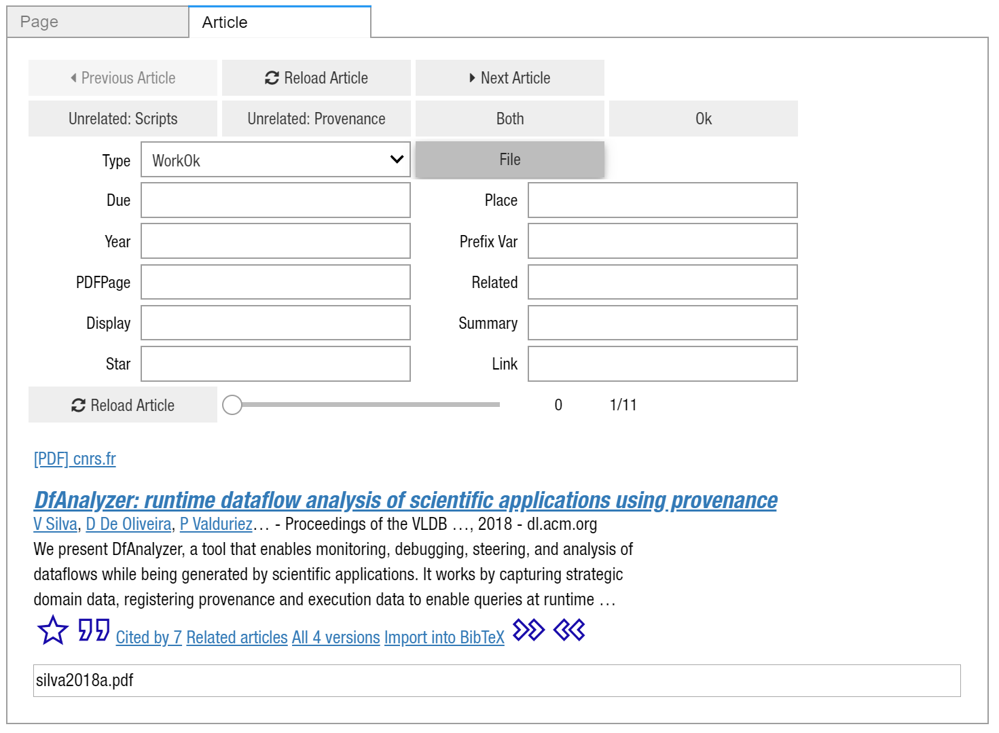 Page Article
Previous Article Reload Article Next Article
Unrelated: Scripts Unrelated: Provenance Both Ok
Type WorkOk File
Due Place
Year Prefix Var
PDFPage Related
Display Summary
Star Link
Reload Article 0 1/11
[PDF] cnrs.fr
DfAnalyzer: runtime dataflow analysis of scientific applications using provenance
V Silva, D De Oliveira, P Valduriez… - Proceedings of the VLDB …, 2018 - dl.acm.org
We present DfAnalyzer, a tool that enables monitoring, debugging, steering, and analysis of
dataflows while being generated by scientific applications. It works by capturing strategic
domain data, registering provenance and execution data to enable queries at runtime …
Cited by 7 Related articles All 4 versions Import into BibTeX
silva2018a.pdf